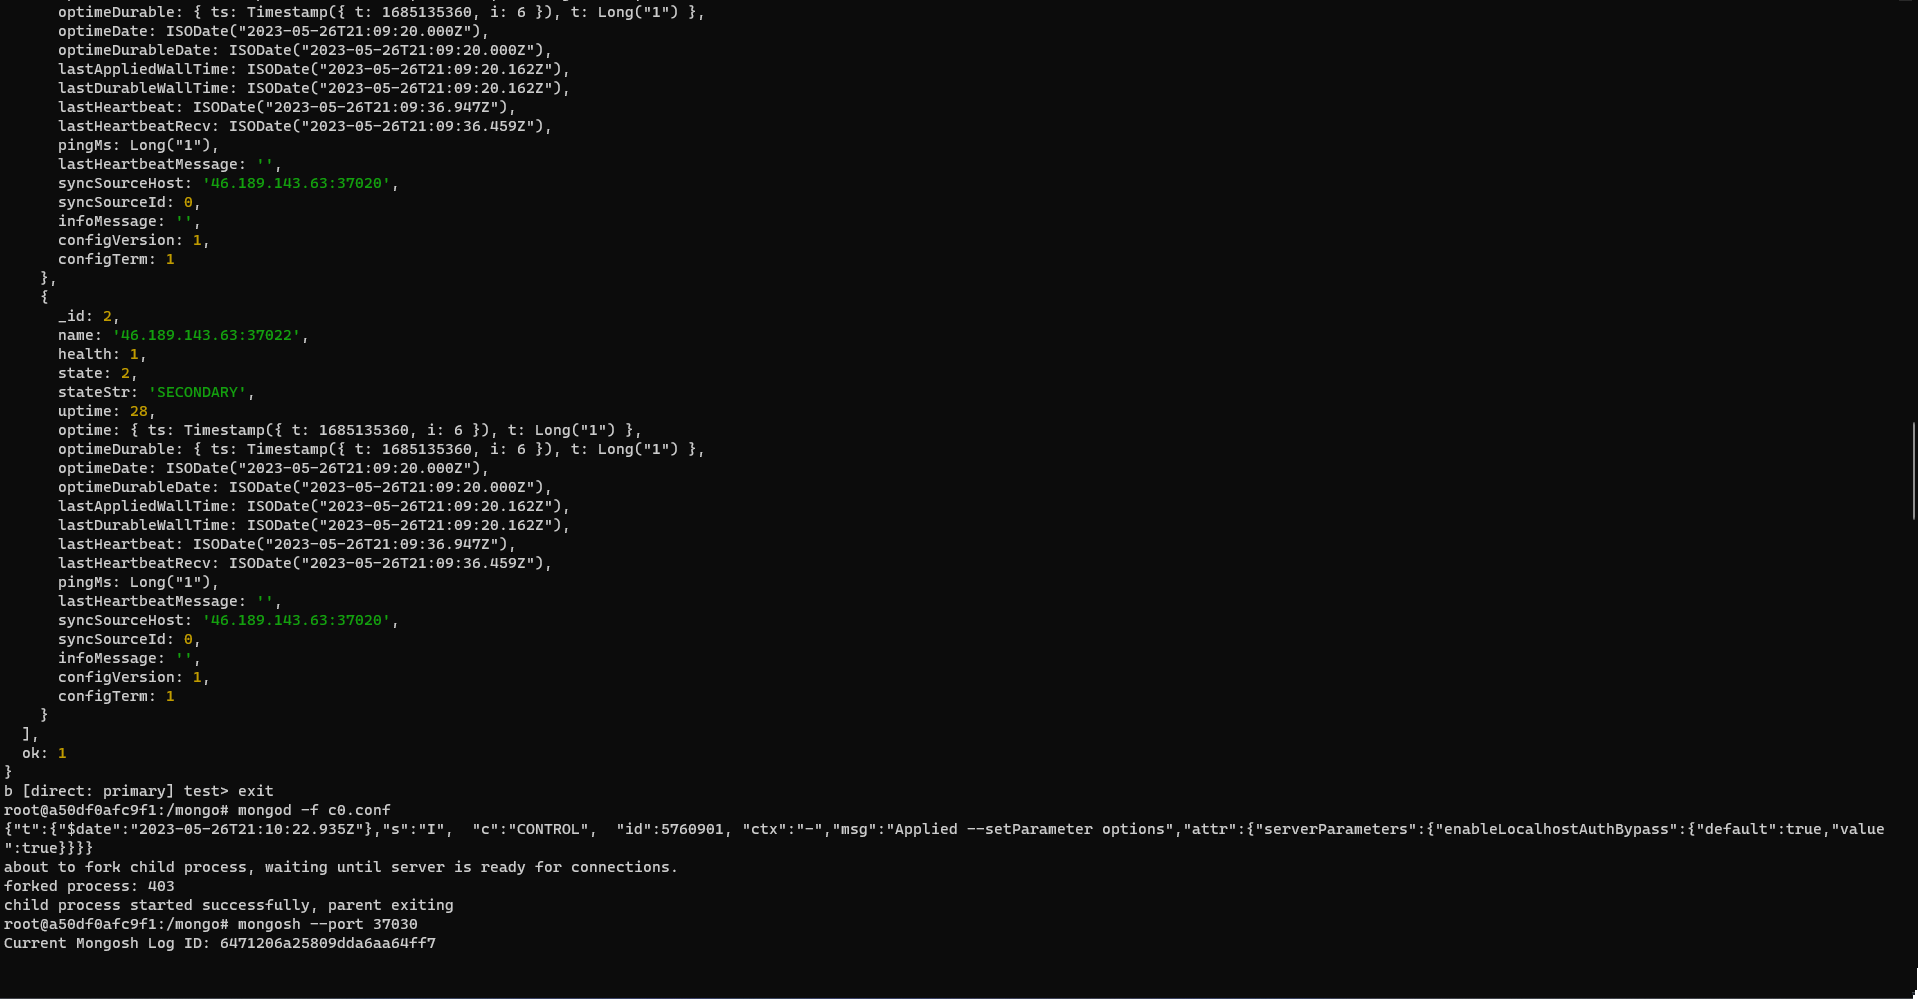 optimeDurable: { ts: Timestamp({ t: 1685135360, i: 6 }), t: Long("1") },
optimeDate: ISODate("2023-05-26T21:09:20.000Z"),
optimeDurableDate: ISODate("2023-05-26T21:09:20.000Z"),
lastAppliedWallTime: ISODate("2023-05-26T21:09:20.162Z"),
lastDurableWallTime: ISODate("2023-05-26T21:09:20.162Z"),
lastHeartbeat: ISODate("2023-05-26T21:09:36.947Z"),
lastHeartbeatRecv: ISODate("2023-05-26T21:09:36.459Z"),
pingMs: Long("1"),
lastHeartbeatMessage: '',
syncSourceHost: '46.189.143.63:37020',
syncSourceId: 0,
infoMessage: '',
configVersion: 1,
configTerm: 1
},
{
_id: 2,
name: '46.189.143.63:37022',
health: 1,
state: 2,
stateStr: 'SECONDARY',
uptime: 28,
optime: { ts: Timestamp({ t: 1685135360, i: 6 }), t: Long("1") },
optimeDurable: { ts: Timestamp({ t: 1685135360, i: 6 }), t: Long("1") },
optimeDate: ISODate("2023-05-26T21:09:20.000Z"),
optimeDurableDate: ISODate("2023-05-26T21:09:20.000Z"),
lastAppliedWallTime: ISODate("2023-05-26T21:09:20.162Z"),
lastDurableWallTime: ISODate("2023-05-26T21:09:20.162Z"),
lastHeartbeat: ISODate("2023-05-26T21:09:36.947Z"),
lastHeartbeatRecv: ISODate("2023-05-26T21:09:36.459Z"),
pingMs: Long("1"),
lastHeartbeatMessage: '',
syncSourceHost: '46.189.143.63:37020',
syncSourceId: 0,
infoMessage: '',
configVersion: 1,
configTerm: 1
}
],
ok: 1
}
b [direct: primary] test> exit
root@a50df0afc9f1:/mongo# mongod -f c0.conf
{"t":{"$date":"2023-05-26T21:10:22.935Z"},"s":"I",  "c":"CONTROL",  "id":5760901, "ctx":"-","msg":"Applied --setParameter options","attr":{"serverParameters":{"enableLocalhostAuthBypass":{"default":true,"value
":true}}}}
about to fork child process, waiting until server is ready for connections.
forked process: 403
child process started successfully, parent exiting
root@a50df0afc9f1:/mongo# mongosh --port 37030
Current Mongosh Log ID: 6471206a25809dda6aa64ff7